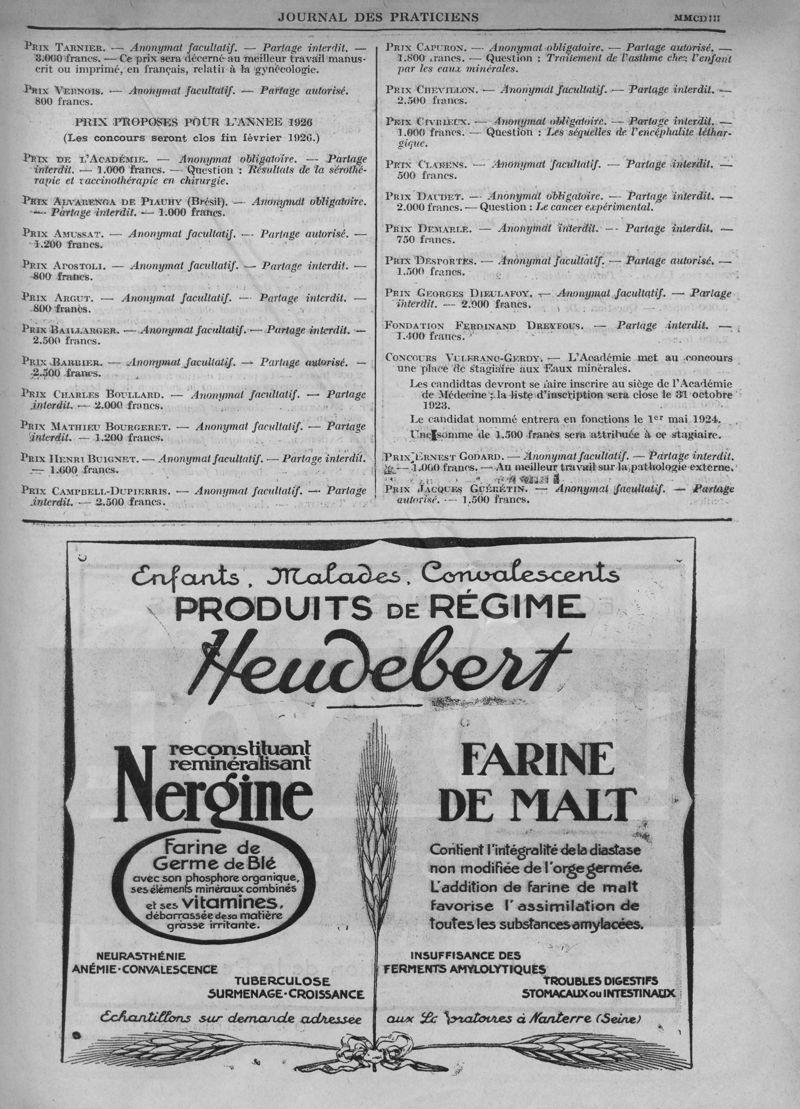 JOURNAL DES PRATICIENS
MMCDIII
PRIX TARNIER. — Anonymat facultatif. — Partage interdit. —
3.000 francs. — Ce prix sera décerné au meilleur travail manus-
crit ou imprimé, en français, relatif à la gynécologie.
PRIX VERNOIS. — Anonymat facultatif. — Partage autorisé.
800 francs.
PRIX PROPOSES POUR L'ANNEE 1926
(Les concours seront clos fin février 1926.)
PRIX DE L'ACADÉMIE. — Anonymat obligatoire. — Partage
interdit. — 1.000 francs. — Question : Résultats de la sérothé-
rapie et vaccinothérapie en chirurgie.
PRIX ALVARENGA DE PIAUHY (Brésil). — Anonymat obligatoire.
— Partage interdit. — 1.000 francs.
PRIX AMUSSAT. — Anonymat facultatif. — Partage autorisé. —
1.200 francs.
PRIX APOSTOLI. — Anonymat facultatif. — Partage interdit. —
800 francs.
PRIX ARGUT. — Anonymat facultatif. — Partage interdit. —
800 francs.
PRIX BAILLARGER. — Anonymat facultatif. — Partage interdit. —
2.500 francs.
PRIX BARBIER. — Anonymat facultatif. — Partage autorisé. —
2.500 francs.
PRIX CHARLES BOULLARD. — Anonymat facultatif. — Partage
interdit. — 2.000 francs.
PRIX MATHIEU BOURGERET. — Anonymat facultatif. — Partage
interdit. — 1.200 francs.
PRIX HENRI BUIGNET. — Anonymat facultatif. — Partage interdit.
— 1.600 francs.
PRIX CAMPBELL-DUPIERRIS. — Anonymat facultatif. — Partage
interdit. — 2.500 francs.
PRIX CAPURON. — Anonymat obligatoire. — Partage autorisé. —
1.800 francs. — Question : Traitement de l'asthme chez l'enfant
par les eaux minérales.
PRIX CHEVILLON. — Anonymat facultatif. — Partage interdit. —
2.500 francs.
PRIX CIVRIEUX. — Anonymat obligatoire. — Partage interdit. —
1.000 francs. — Question : Les séquelles de l'encéphalite léthar-
gique.
PRIX CLARENS. — Anonymat facultatif. — Partage interdit. —
500 francs.
PRIX DAUDET. — Anonymat obligatoire. — Partage interdit. —
2.000 francs. — Question : Le cancer expérimental.
PRIX DEMARLE. — Anonymat interdit. — Partage interdit. —
750 francs.
PRIX DESPORTES. — Anonymat facultatif. — Partage autorisé. —
1.500 francs.
PRIX GEORGES DIEULAFOY. — Anonymat facultatif. — Partage
interdit. — 2.000 francs.
FONDATION FERDINAND DREYFOUS. — Partage interdit. —
1.400 francs.
CONCOURS VULFRANC-GERDY. — L'Académie met au concours
une place de stagiaire aux Eaux minérales.
Les candidtas devront se faire inscrire au siège de l'Académie
de Médecine ; la liste d'inscription sera close le 31 octobre
1923.
Le candidat nommé entrera en fonctions le 1er mai 1924.
Une somme de 1.500 francs sera attribuée à ce stagiaire.
PRIX ERNEST GODARD. — Anonymat facultatif. — Partage interdit.
— 1.000 francs. — Au meilleur travail sur la pathologie externe.
PRIX JACQUES GUÉRÉTIN. — Anonymat facultatif. — Partage
autorisé. — 1.500 francs.
Enfants, Malades, Convalescents
PRODUITS DE RÉGIME
Heudebert
reconstituant
reminéralisant
Nergine
Farine de
Germe de Blé
avec son phosphore organique,
ses éléments minéraux combinés
et ses vitamines,
débarrassée de sa matière
grasse irritante.
NEURASTHÉNIE
ANÉMIE-CONVALESCENCE
TUBERCULOSE
SURMENAGE-CROISSANCE
FARINE
DE MALT
Contient l'intégralité de la diastase
non modifiée de l'orge germée.
L'addition de farine de malt
favorise l'assimilation de
toutes les substances amylacées.
INSUFFISANCE DES
FERMENTS AMYLOLYTIQUES
TROUBLES DIGESTIFS
STOMACAUX ou INTESTINAUX
Echantillons sur demande adressée aux Laboratoires à Nanterre (Seine)